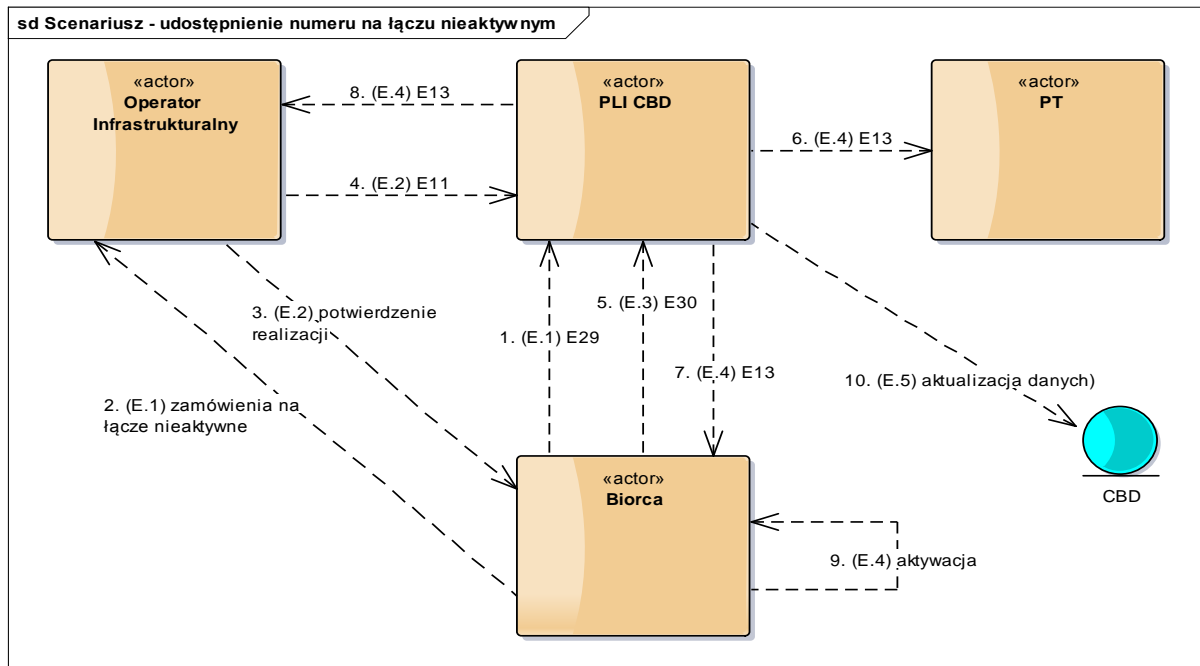 sd Scenariusz - udostępnienie numeru na łączu nieaktywnym
«actor»
Operator
Infrastrukturalny
«actor»
PLI CBD
«actor»
PT
8. (E.4) E13
6. (E.4) E13
4. (E.2) E11
3. (E.2) potwierdzenie
realizacji
1. (E.1) E29
5. (E.3) E30
7. (E.4) E13
2. (E.1) zamówienia na
łącze nieaktywne
10. (E.5) aktualizacja danych)
CBD
«actor»
Biorca
9. (E.4) aktywacja